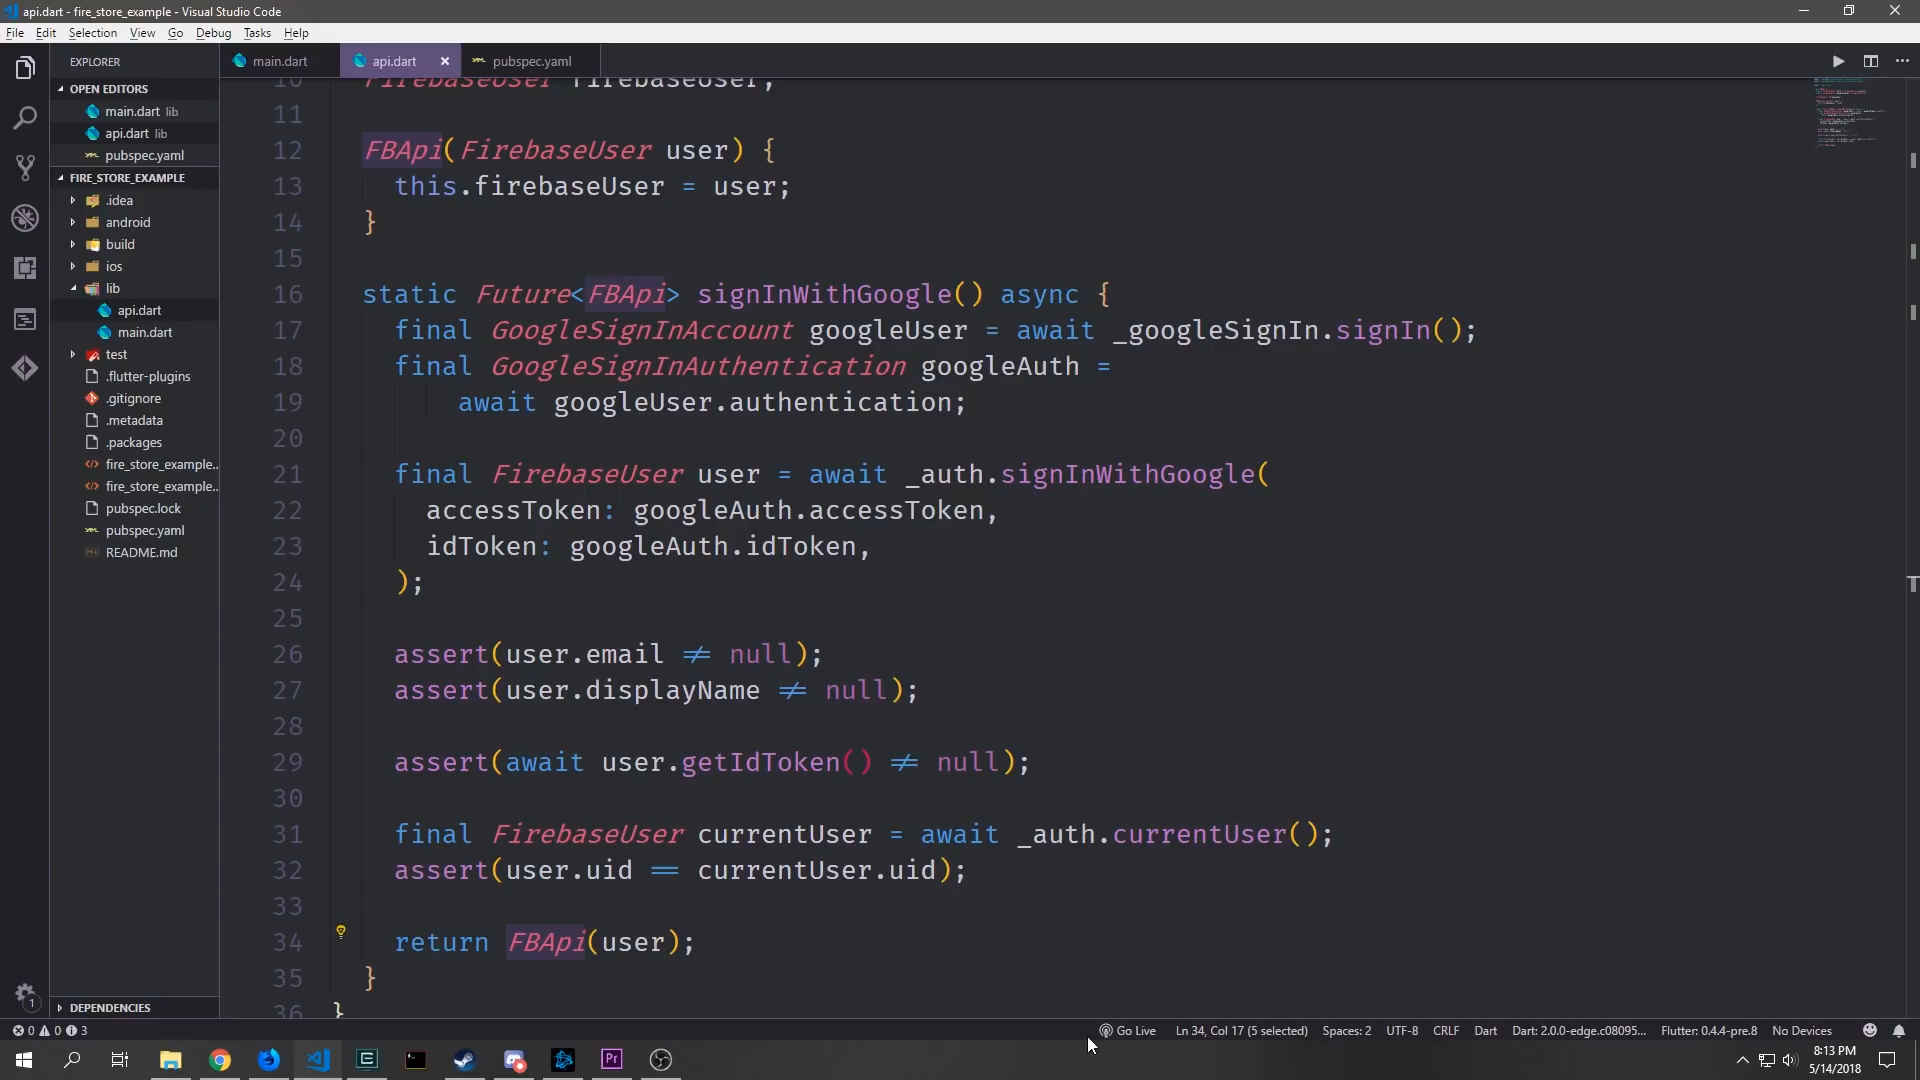 api.dart - fire_store_example - Visual Studio Code
File Edit Selection View Go Debug Tasks Help
EXPLORER
OPEN EDITORS
main.dart lib
api.dart lib
pubspec.yaml
FIRE_STORE_EXAMPLE
.idea
android
build
ios
lib
api.dart
main.dart
test
.flutter-plugins
.gitignore
.metadata
.packages
fire_store_example...
fire_store_example...
pubspec.lock
pubspec.yaml
README.md
DEPENDENCIES
main.dart api.dart pubspec.yaml
10 FirebaseUser firebaseUser;
11
12 FBApi(FirebaseUser user) {
13 this.firebaseUser = user;
14 }
15
16 static Future<FBApi> signInWithGoogle() async {
17 final GoogleSignInAccount googleUser = await _googleSignIn.signIn();
18 final GoogleSignInAuthentication googleAuth =
19 await googleUser.authentication;
20
21 final FirebaseUser user = await _auth.signInWithGoogle(
22 accessToken: googleAuth.accessToken,
23 idToken: googleAuth.idToken,
24 );
25
26 assert(user.email != null);
27 assert(user.displayName != null);
28
29 assert(await user.getIdToken() != null);
30
31 final FirebaseUser currentUser = await _auth.currentUser();
32 assert(user.uid == currentUser.uid);
33
34 return FBApi(user);
35 }
36 }
0 0 3 Go Live Ln 34, Col 17 (5 selected) Spaces: 2 UTF-8 CRLF Dart Dart: 2.0.0-edge.c08095... Flutter: 0.4.4-pre.8 No Devices
1
Pr
8:13 PM
5/14/2018